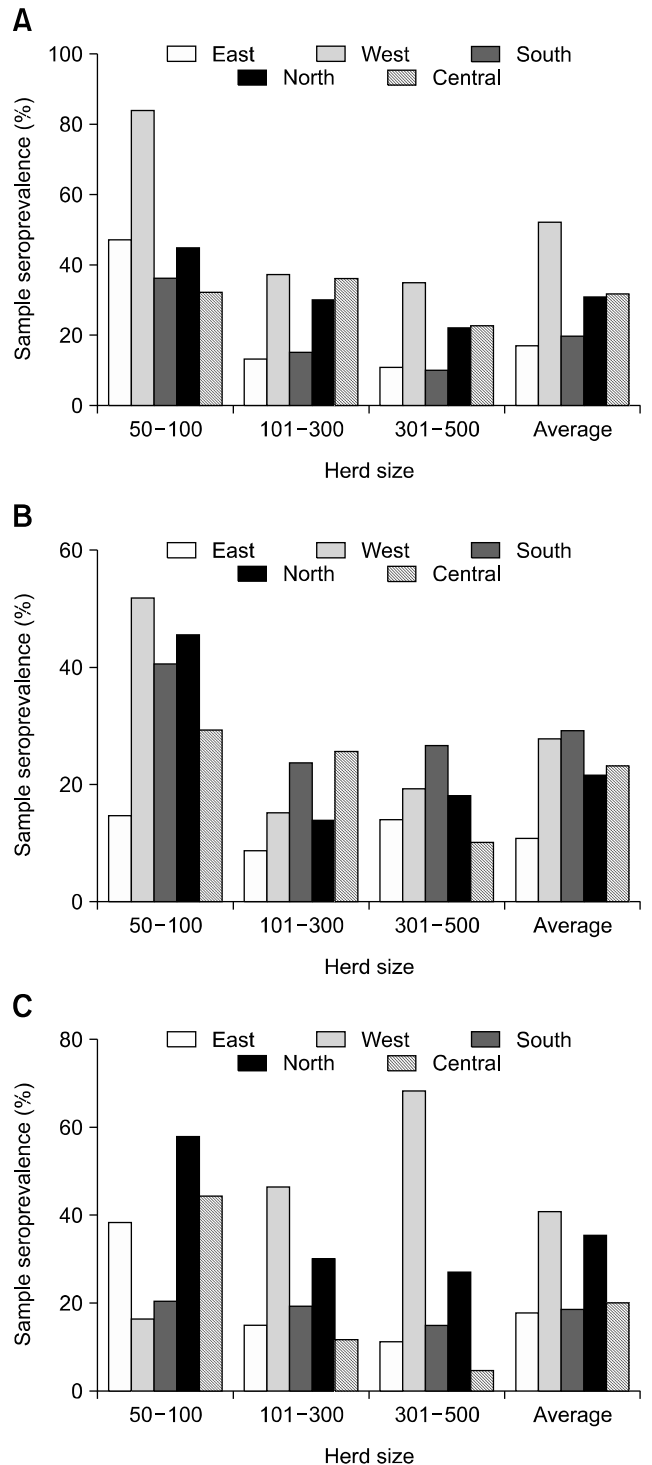 A
East West South
North Central
100
80
60
40
20
0
Sample seroprevalence (%)
50−100 101−300 301−500 Average
Herd size
B
East West South
North Central
60
40
20
0
Sample seroprevalence (%)
50−100 101−300 301−500 Average
Herd size
C
East West South
North Central
80
60
40
20
0
Sample seroprevalence (%)
50−100 101−300 301−500 Average
Herd size